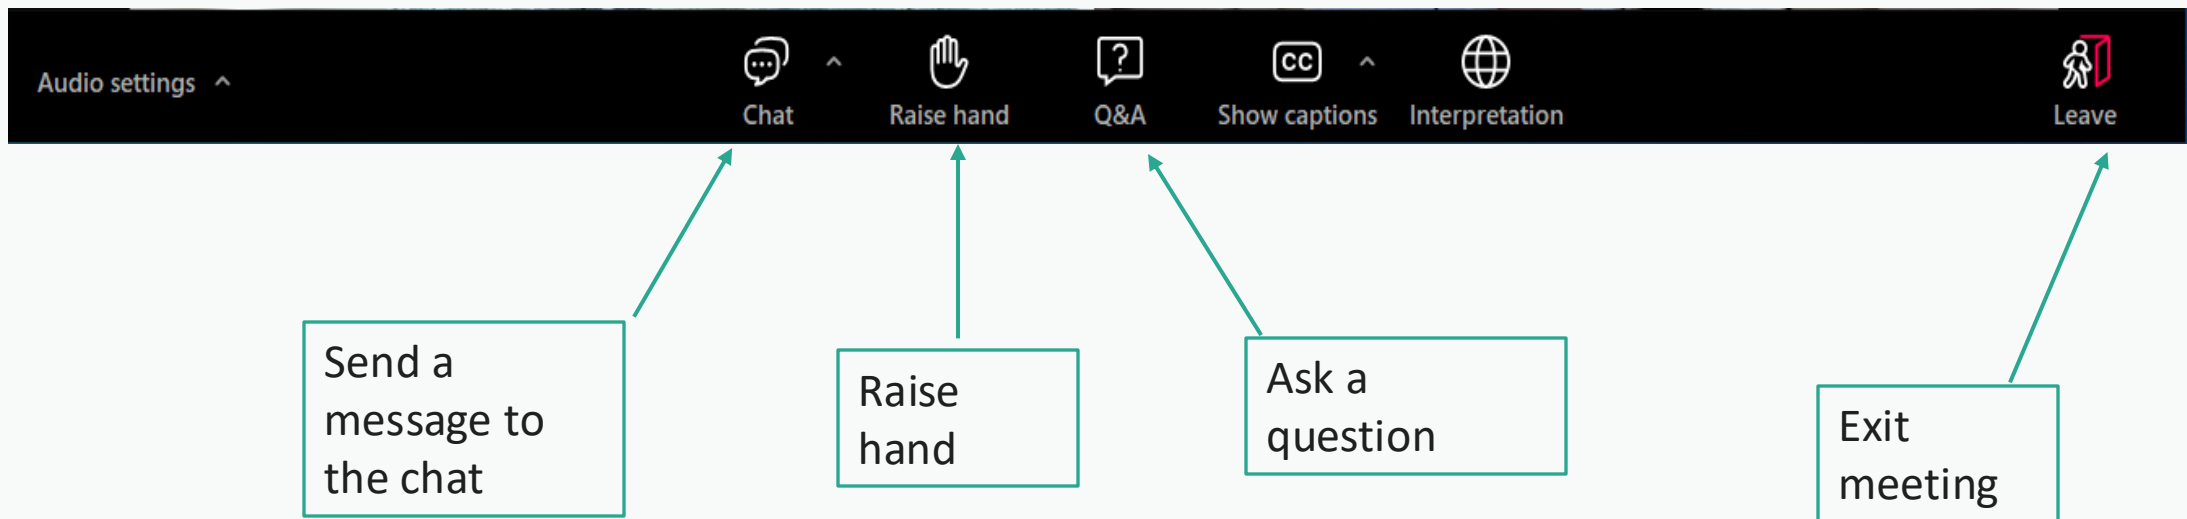 Audio settings
Chat
Raise hand
?
Q&A
CC
Show captions
Interpretation
Leave
Send a
message to
the chat
Raise
hand
Ask a
question
Exit
meeting